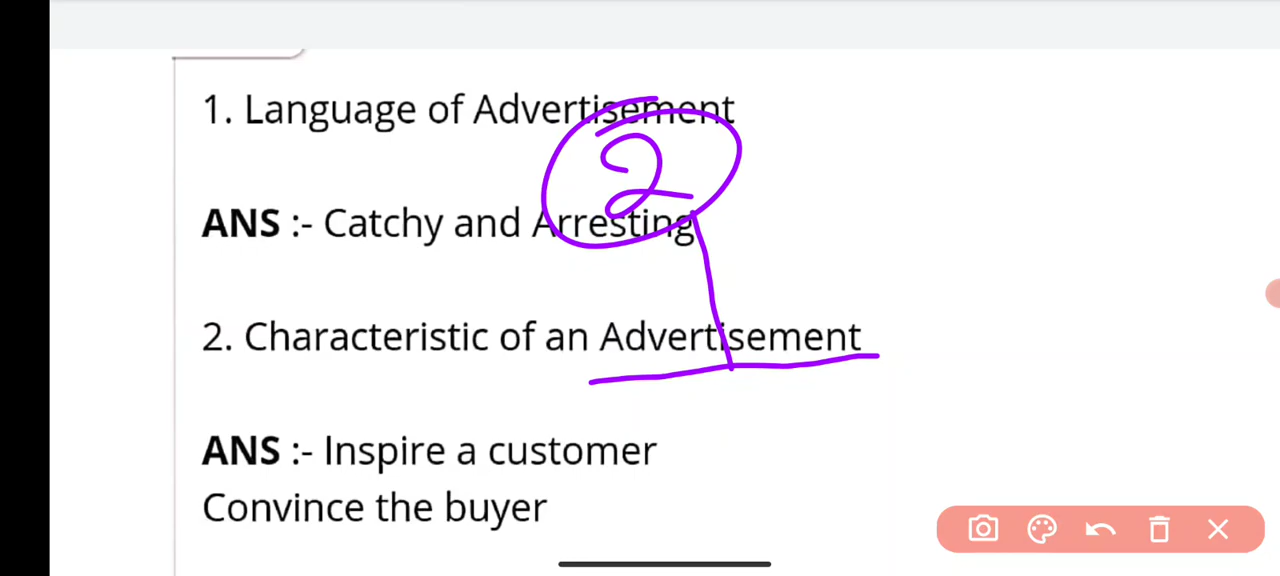 1. Language of Advertisement
2
ANS :- Catchy and Arresting
2. Characteristic of an Advertisement
ANS :- Inspire a customer
Convince the buyer